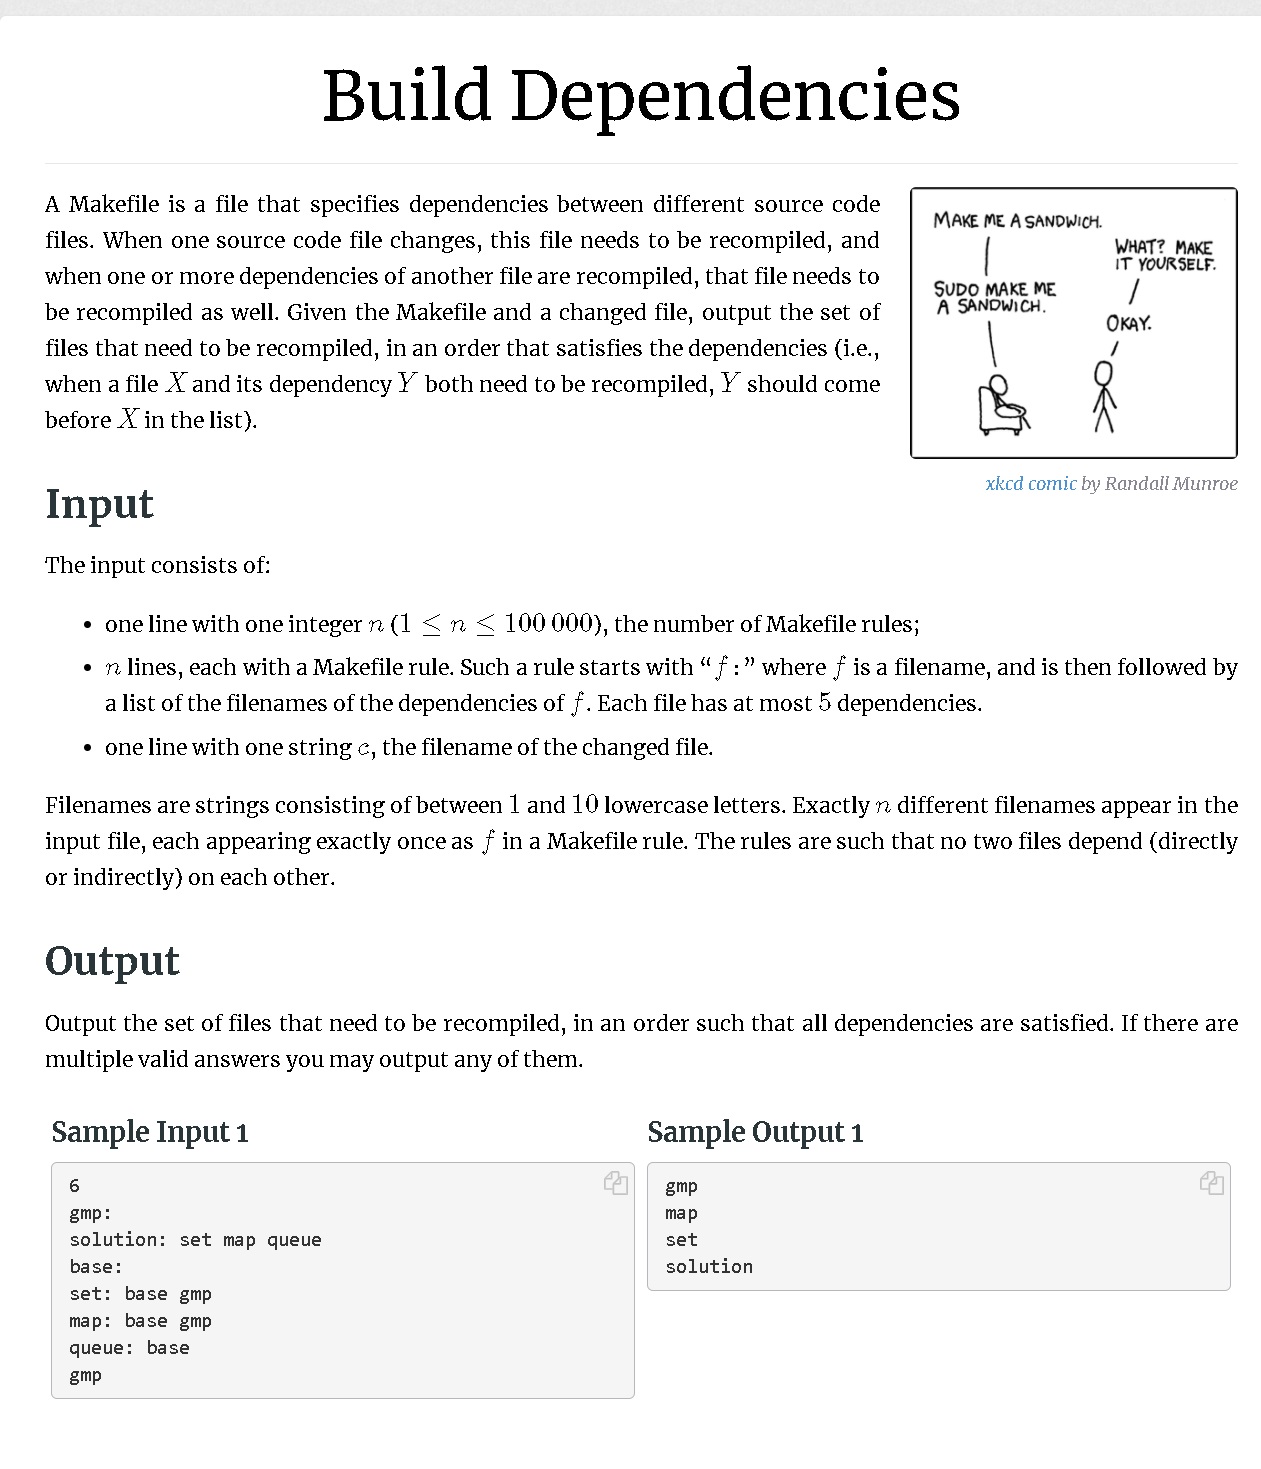 Build Dependencies
A Makefile is a file that specifies dependencies between different source code
files. When one source code file changes, this file needs to be recompiled, and
when one or more dependencies of another file are recompiled, that file needs to
be recompiled as well. Given the Makefile and a changed file, output the set of
files that need to be recompiled, in an order that satisfies the dependencies (i.e.,
when a file X and its dependency Y both need to be recompiled, Y should come
before X in the list).
MAKE ME A SANDWICH.
WHAT? MAKE
IT YOURSELF.
SUDO MAKE ME
A SANDWICH.
OKAY.
xkcd comic by Randall Munroe
Input
The input consists of:
• one line with one integer n (1 ≤ n ≤ 100 000), the number of Makefile rules;
• n lines, each with a Makefile rule. Such a rule starts with “f:” where f is a filename, and is then followed by
a list of the filenames of the dependencies of f. Each file has at most 5 dependencies.
• one line with one string c, the filename of the changed file.
Filenames are strings consisting of between 1 and 10 lowercase letters. Exactly n different filenames appear in the
input file, each appearing exactly once as f in a Makefile rule. The rules are such that no two files depend (directly
or indirectly) on each other.
Output
Output the set of files that need to be recompiled, in an order such that all dependencies are satisfied. If there are
multiple valid answers you may output any of them.
Sample Input 1
6
gmp:
solution: set map queue
base:
set: base gmp
map: base gmp
queue: base
gmp
Sample Output 1
gmp
map
set
solution